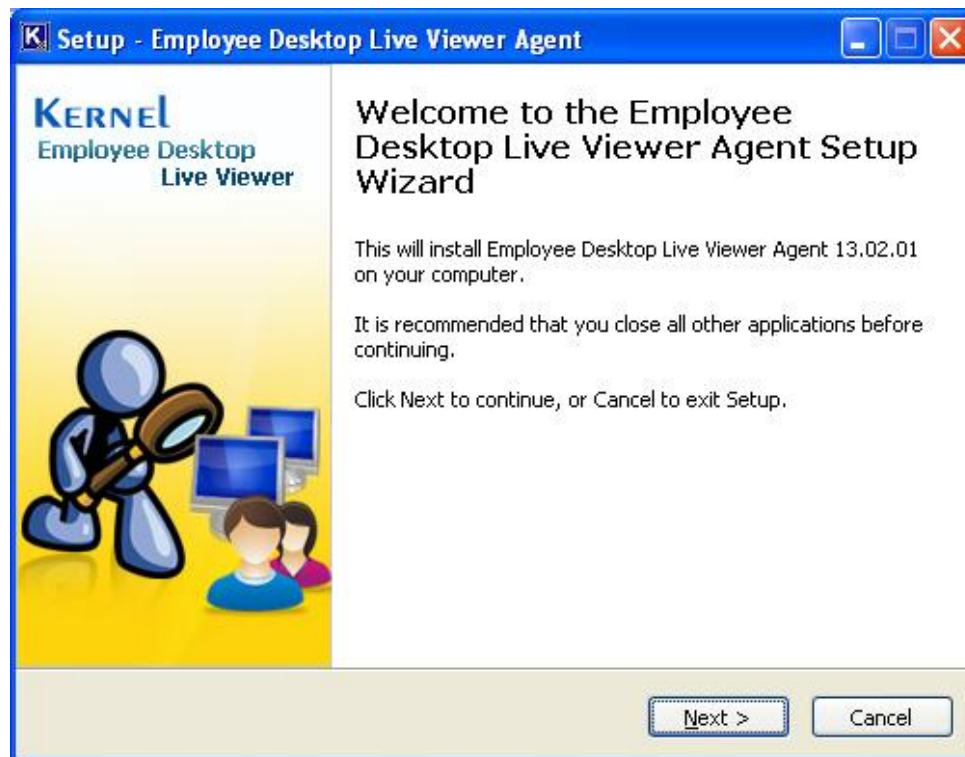 K Setup - Employee Desktop Live Viewer Agent
KERNEl
Employee Desktop
Live Viewer
Welcome to the Employee
Desktop Live Viewer Agent Setup
Wizard
This will install Employee Desktop Live Viewer Agent 13.02.01
on your computer.
It is recommended that you close all other applications before
continuing.
Click Next to continue, or Cancel to exit Setup.
Next >
Cancel